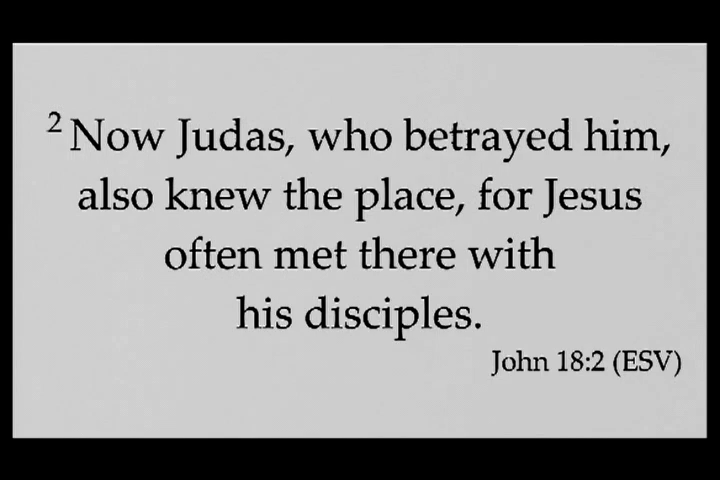 2 Now Judas, who betrayed him,
also knew the place, for Jesus
often met there with
his disciples.
John 18:2 (ESV)